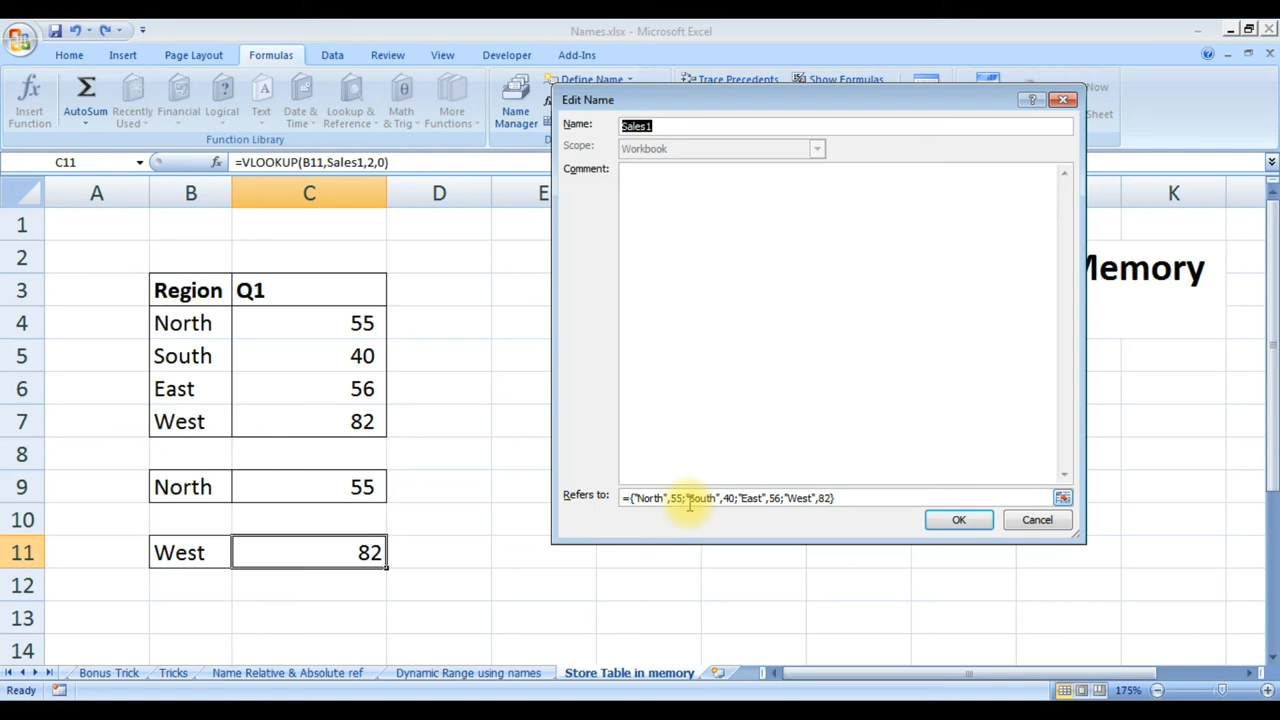 Names.xlsx - Microsoft Excel
Home Insert Page Layout Formulas Data Review View Developer Add-Ins
Insert Function
AutoSum
Recently Used
Financial
Logical
Text
Date & Time
Lookup & Reference
Math & Trig
More Functions
Function Library
Name Manager
Define Name
Trace Precedents
Show Formulas
Now
Sheet
C11 fx =VLOOKUP(B11,Sales1,2,0)
A B C D E K
1
2
3 Region Q1
4 North 55
5 South 40
6 East 56
7 West 82
8
9 North 55
10
11 West 82
12
13
14
Memory
Edit Name
Name: Sales1
Scope: Workbook
Comment:
Refers to: ={"North",55;"South",40;"East",56;"West",82}
OK Cancel
Bonus Trick Tricks Name Relative & Absolute ref Dynamic Range using names Store Table in memory
Ready 175%